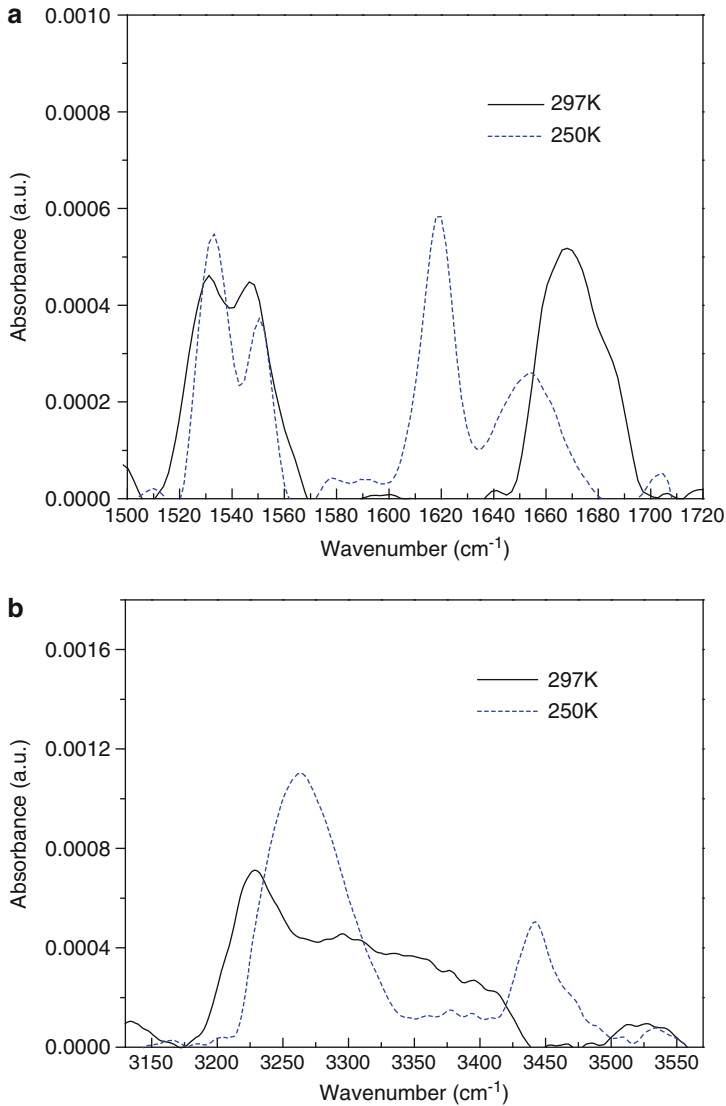 a
0.0010
0.0008
0.0006
0.0004
0.0002
0.0000
Absorbance (a.u.)
297K
250K
1500 1520 1540 1560 1580 1600 1620 1640 1660 1680 1700 1720
Wavenumber (cm-1)
b
0.0016
0.0012
0.0008
0.0004
0.0000
Absorbance (a.u.)
297K
250K
3150 3200 3250 3300 3350 3400 3450 3500 3550
Wavenumber (cm-1)